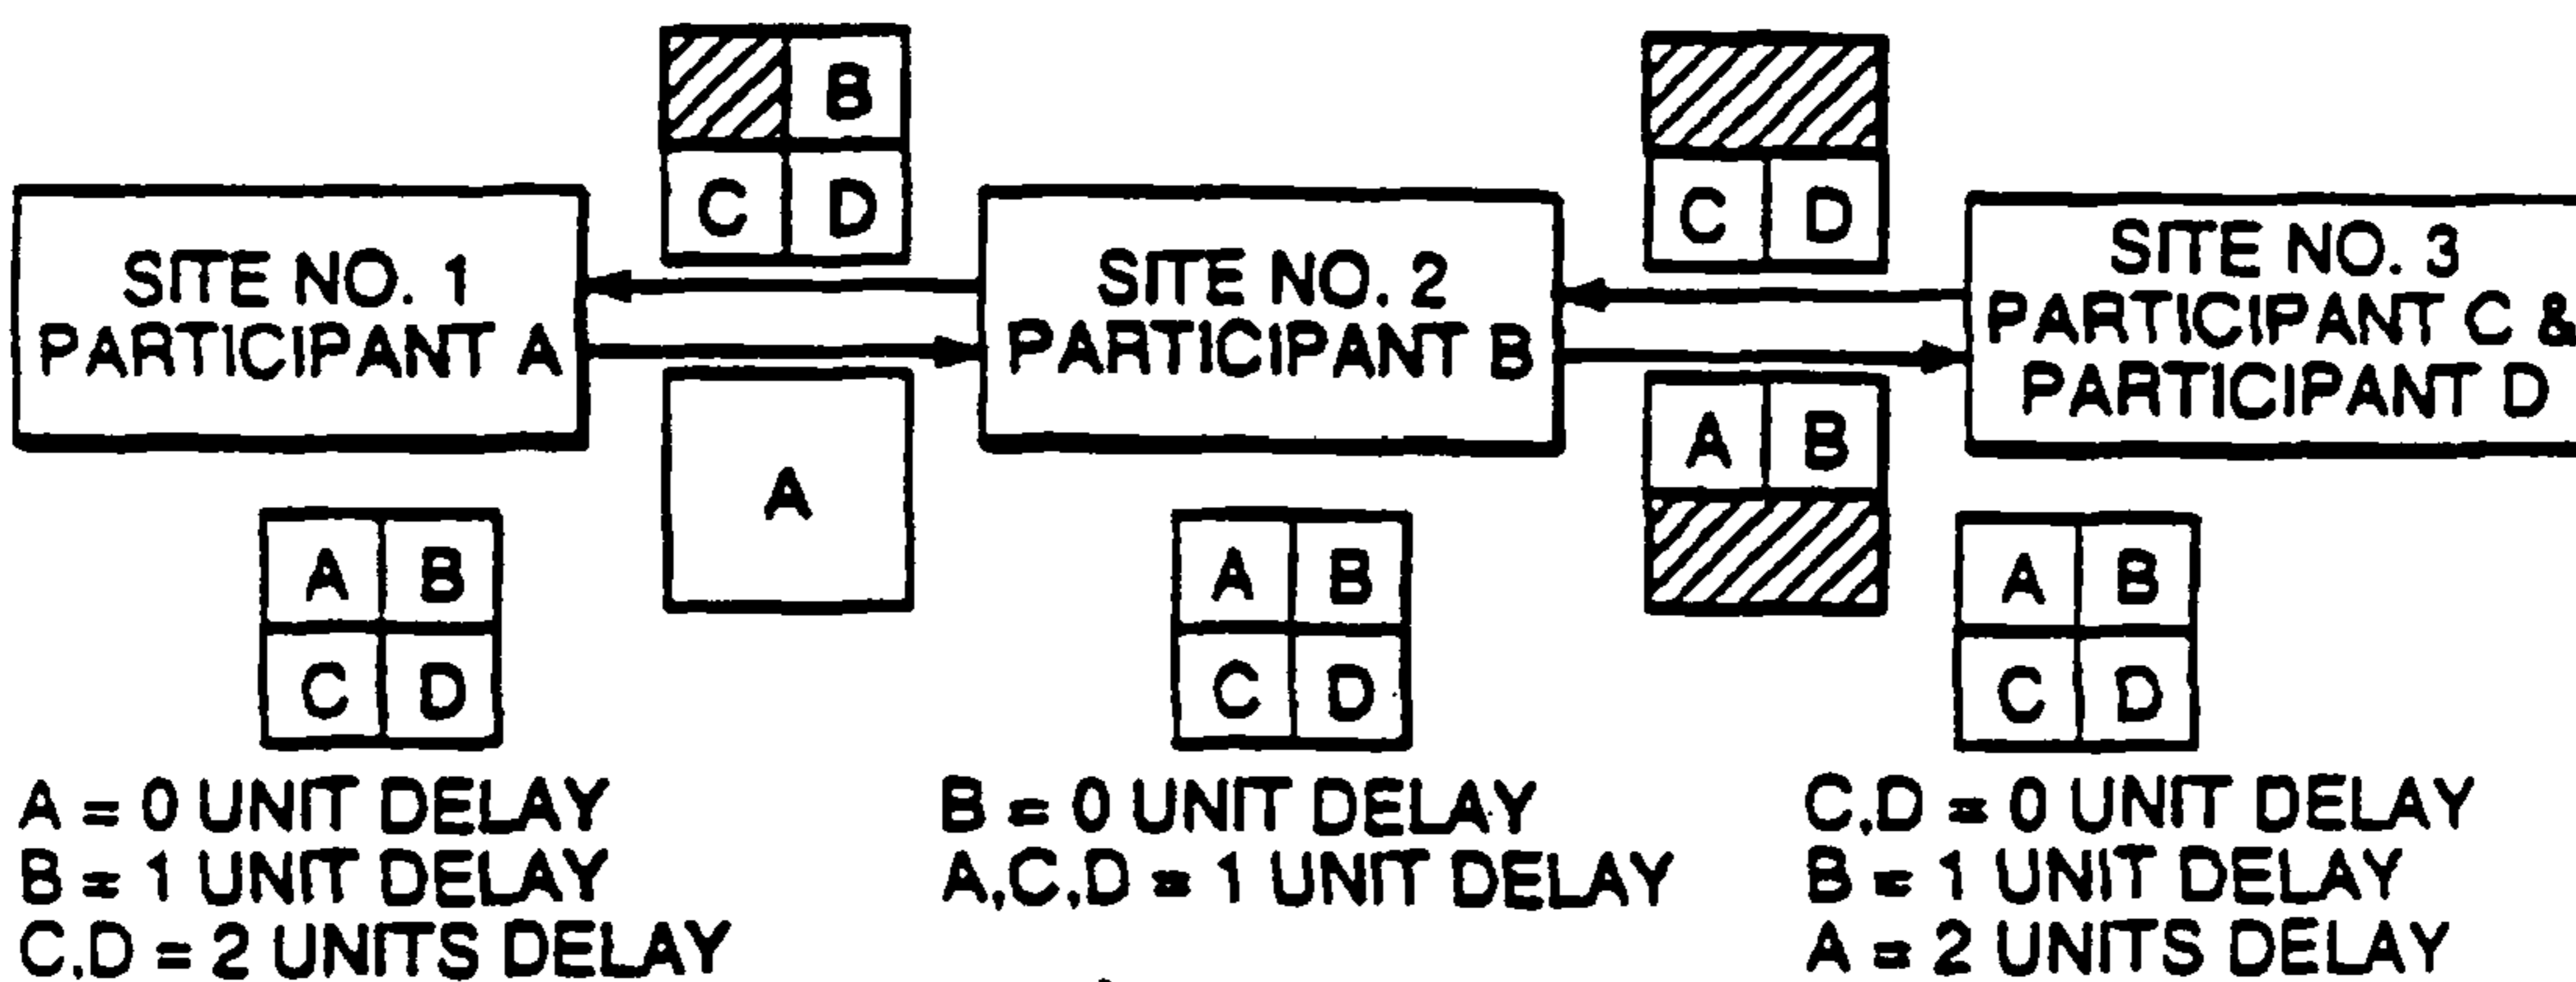 B
C D
C D
SITE NO. 1
PARTICIPANT A
SITE NO. 2
PARTICIPANT B
SITE NO. 3
PARTICIPANT C &
PARTICIPANT D
A
A B
A B
C D
A B
C D
A B
C D
A = 0 UNIT DELAY
B = 1 UNIT DELAY
C,D = 2 UNITS DELAY
B = 0 UNIT DELAY
A,C,D = 1 UNIT DELAY
C,D = 0 UNIT DELAY
B = 1 UNIT DELAY
A = 2 UNITS DELAY